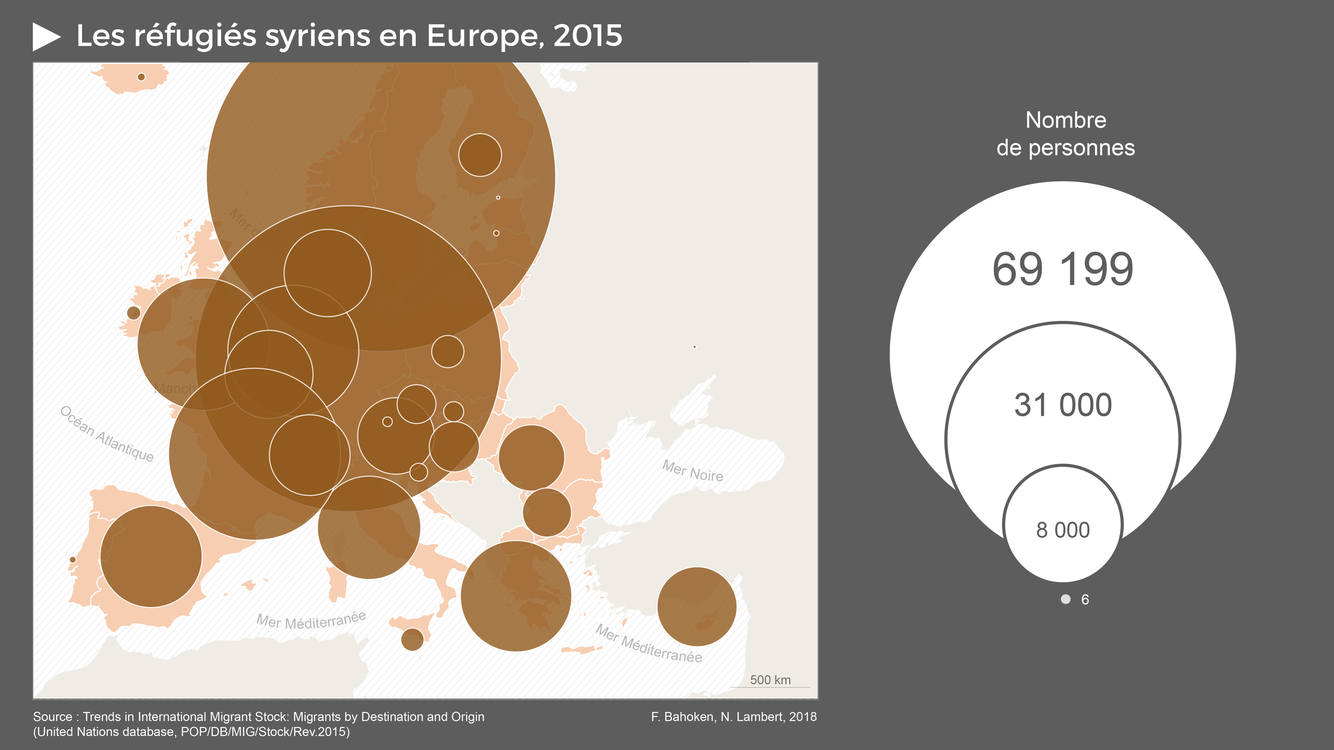 Les réfugiés syriens en Europe, 2015
Nombre
de personnes
69 199
31 000
8 000
6
Manch
Océan Atlantique
Mer Noire
Mer Méditerranée
Mer Méditerranée
500 km
Source : Trends in International Migrant Stock: Migrants by Destination and Origin
(United Nations database, POP/DB/MIG/Stock/Rev.2015)
F. Bahoken, N. Lambert, 2018